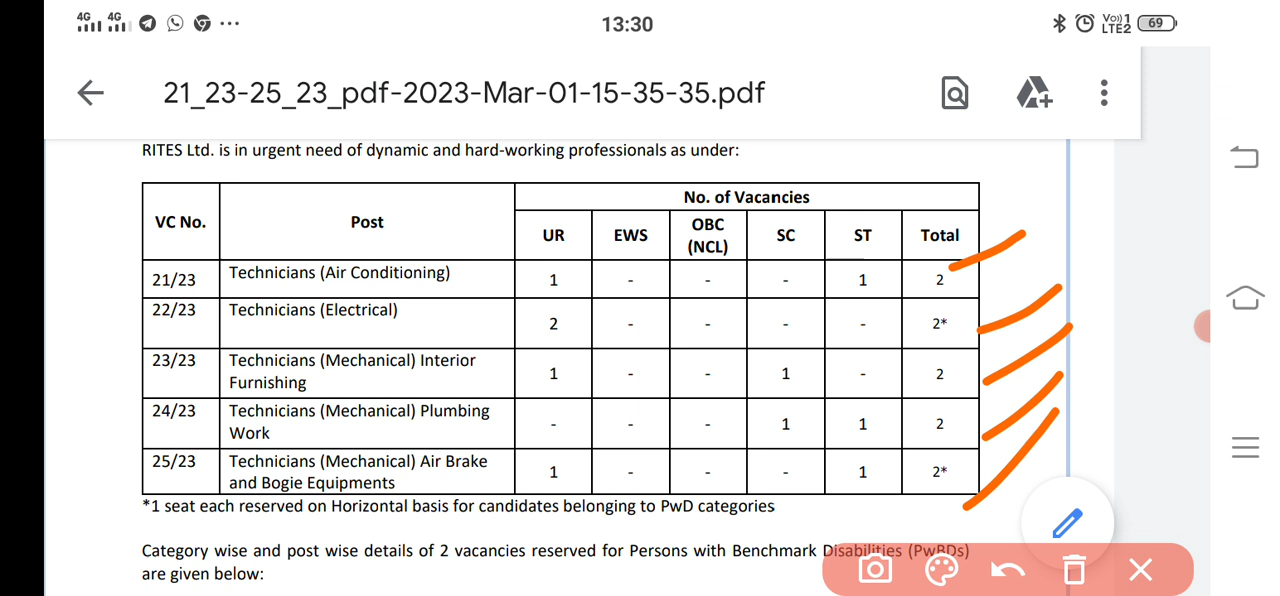 4G 4G ... 13:30 Vo)) 1 LTE2 69
21_23-25_23_pdf-2023-Mar-01-15-35-35.pdf
RITES Ltd. is in urgent need of dynamic and hard-working professionals as under:
VC No. Post No. of Vacancies
UR EWS OBC (NCL) SC ST Total
21/23 Technicians (Air Conditioning) 1 - - - 1 2
22/23 Technicians (Electrical) 2 - - - - 2*
23/23 Technicians (Mechanical) Interior
Furnishing 1 - - 1 - 2
24/23 Technicians (Mechanical) Plumbing
Work - - - 1 1 2
25/23 Technicians (Mechanical) Air Brake
and Bogie Equipments 1 - - - 1 2*
*1 seat each reserved on Horizontal basis for candidates belonging to PwD categories
Category wise and post wise details of 2 vacancies reserved for Persons with Benchmark Disabilities (PwBDs)
are given below: